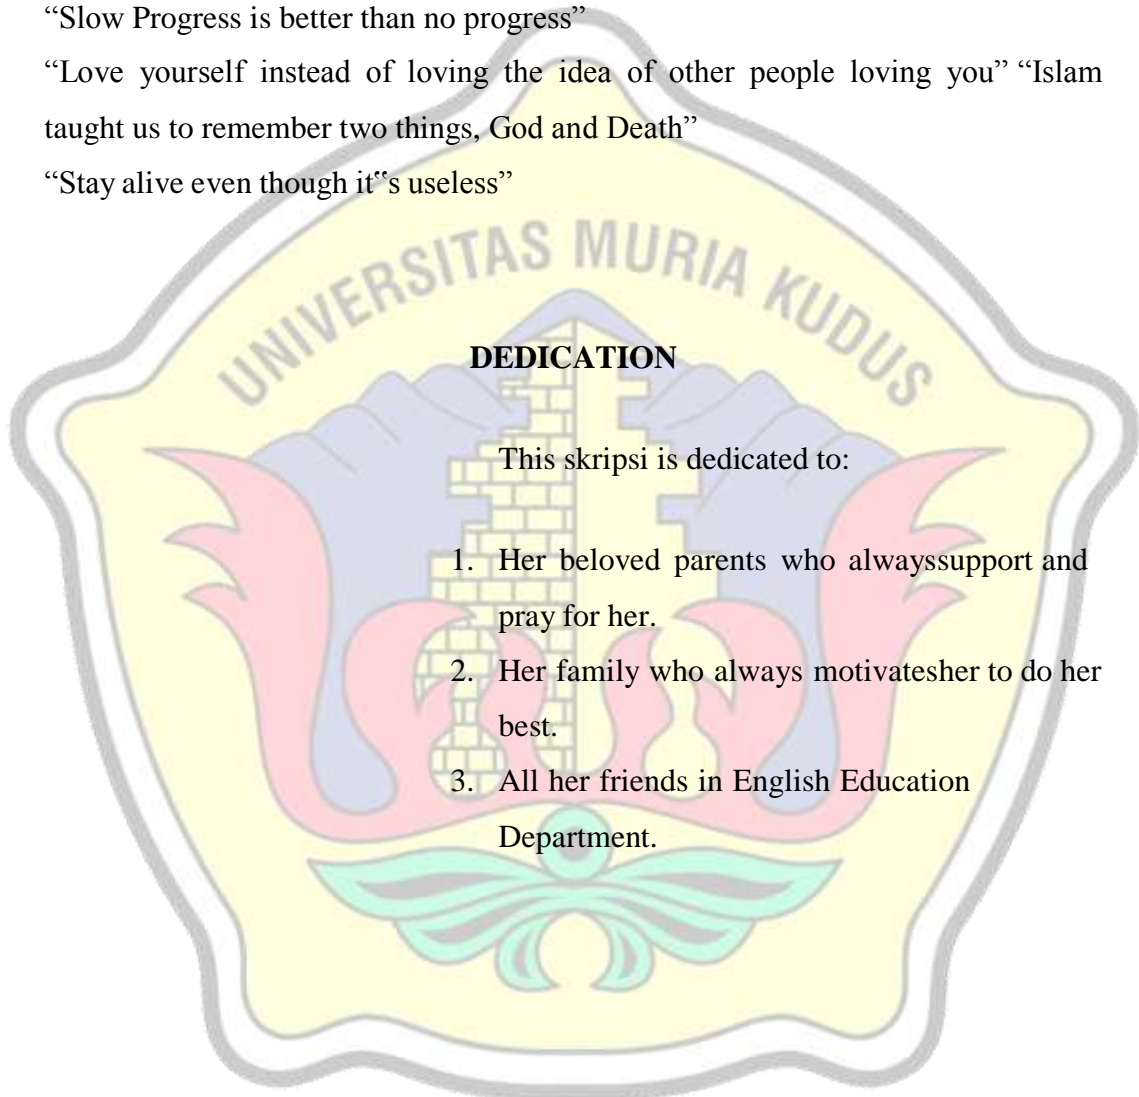 “Slow Progress is better than no progress”
“Love yourself instead of loving the idea of other people loving you” “Islam
taught us to remember two things, God and Death”
“Stay alive even though it‟s useless”
UNIVERSITAS MURIA KUDUS
DEDICATION
This skripsi is dedicated to:
1. Her beloved parents who alwayssupport and
pray for her.
2. Her family who always motivatesher to do her
best.
3. All her friends in English Education
Department.